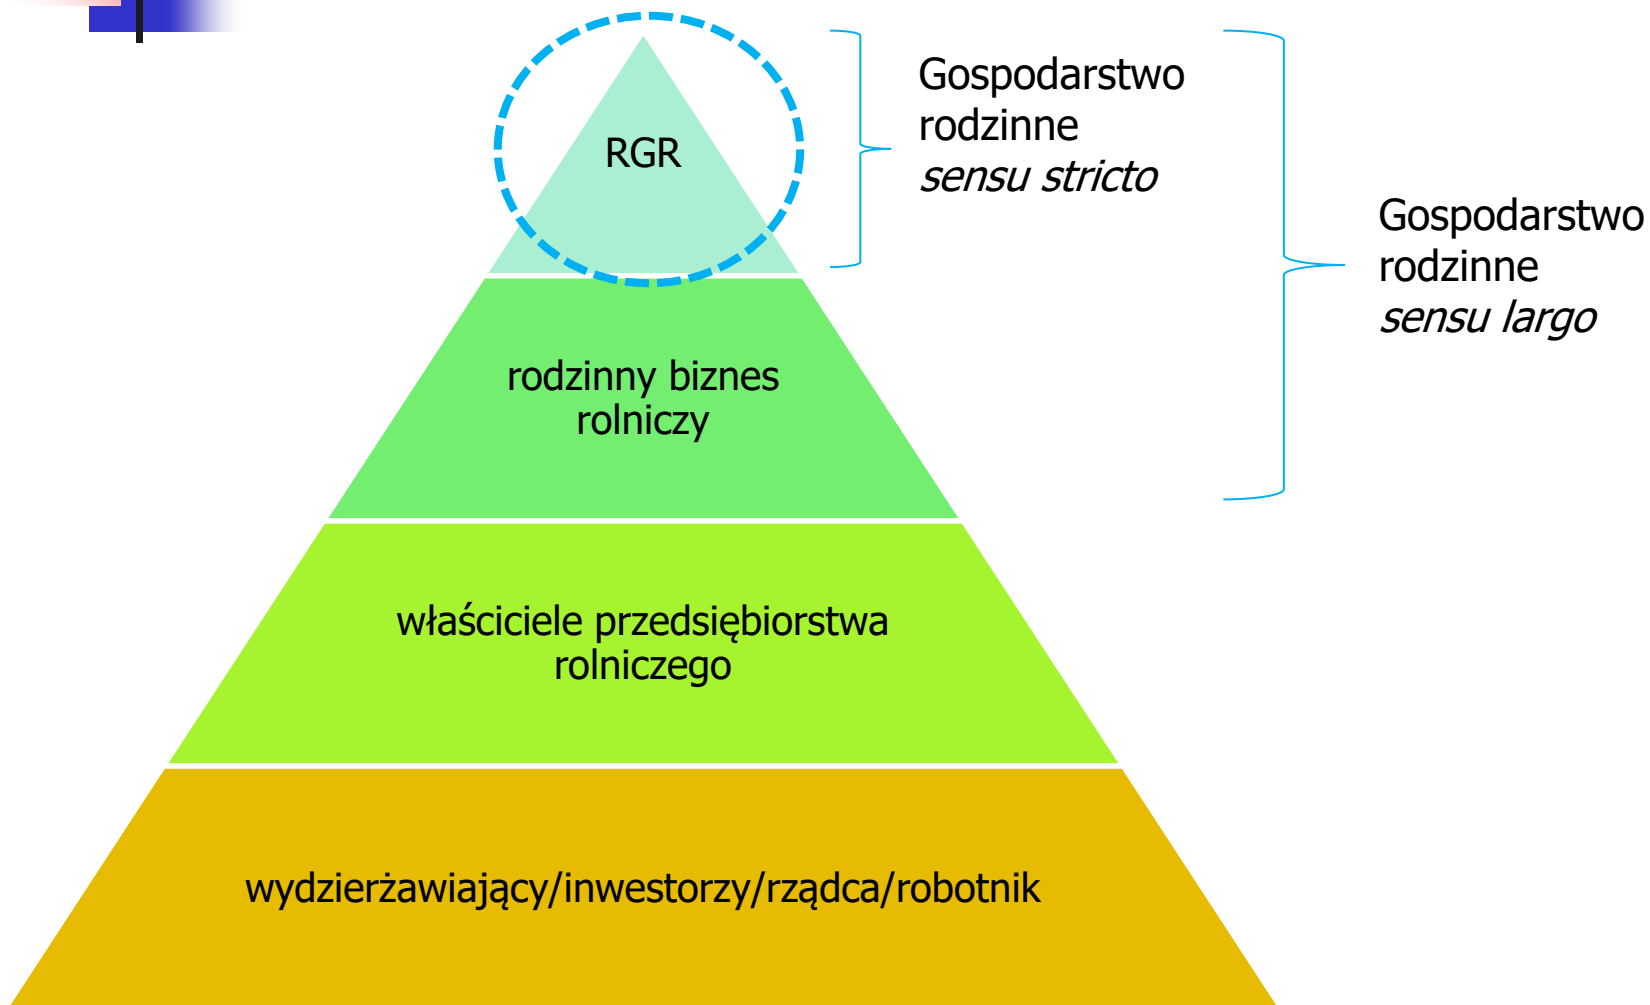 RGR
Gospodarstwo
rodzinne
sensu stricto
Gospodarstwo
rodzinne
sensu largo
rodzinny biznes
rolniczy
właściciele przedsiębiorstwa
rolniczego
wydzierżawiający/inwestorzy/rządca/robotnik